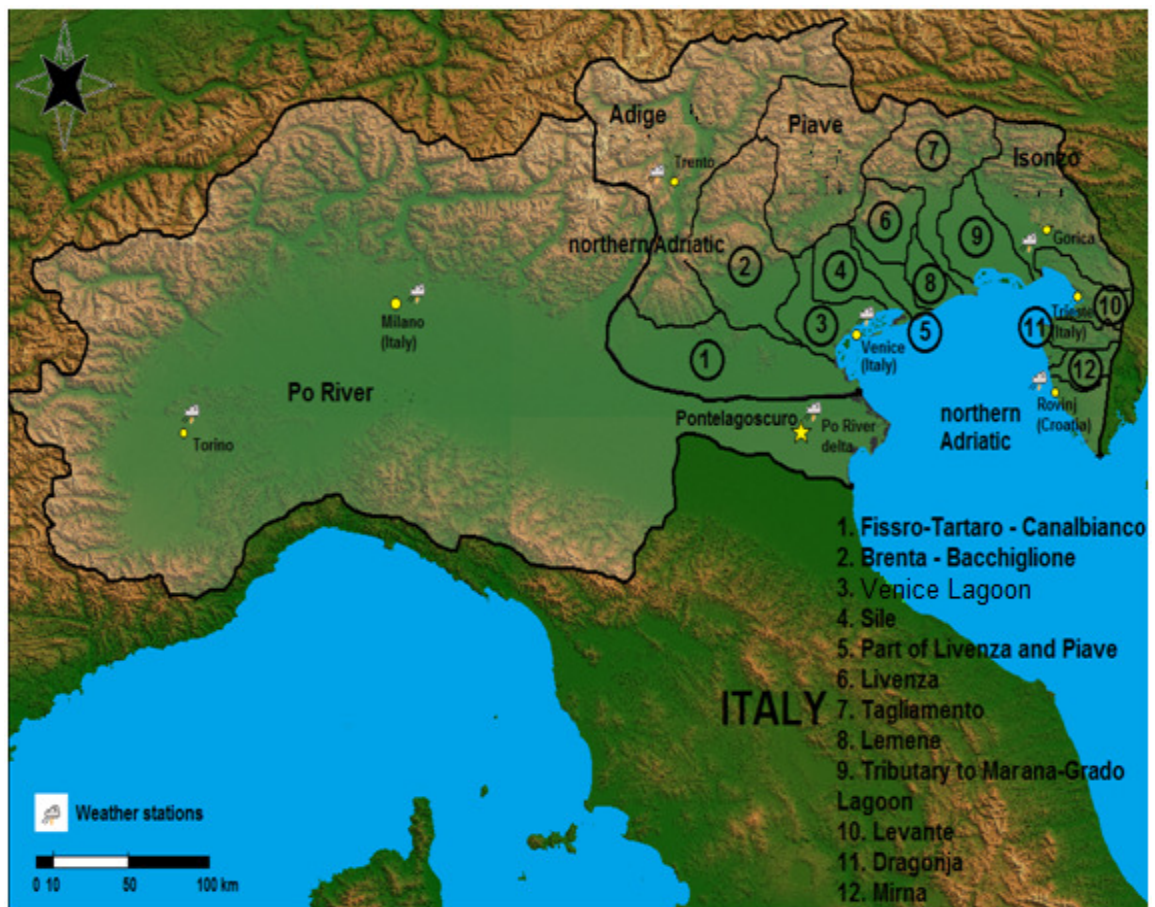 Adige
Piave
7
Isonzo
Trento
6
9
Gorica
northern Adriatic
2
4
8
10
Milano
(Italy)
3
5
11
Trieste
(Italy)
Venice
(Italy)
1
12
Po River
Rovinj
(Croatia)
Pontelagoscuro
Po River
delta
northern
Adriatic
Torino
1. Fissro-Tartaro - Canalbianco
2. Brenta - Bacchiglione
3. Venice Lagoon
4. Sile
5. Part of Livenza and Piave
6. Livenza
ITALY
7. Tagliamento
8. Lemene
9. Tributary to Marana-Grado
Lagoon
10. Levante
11. Dragonja
12. Mirna
Weather stations
0 10 50 100 km